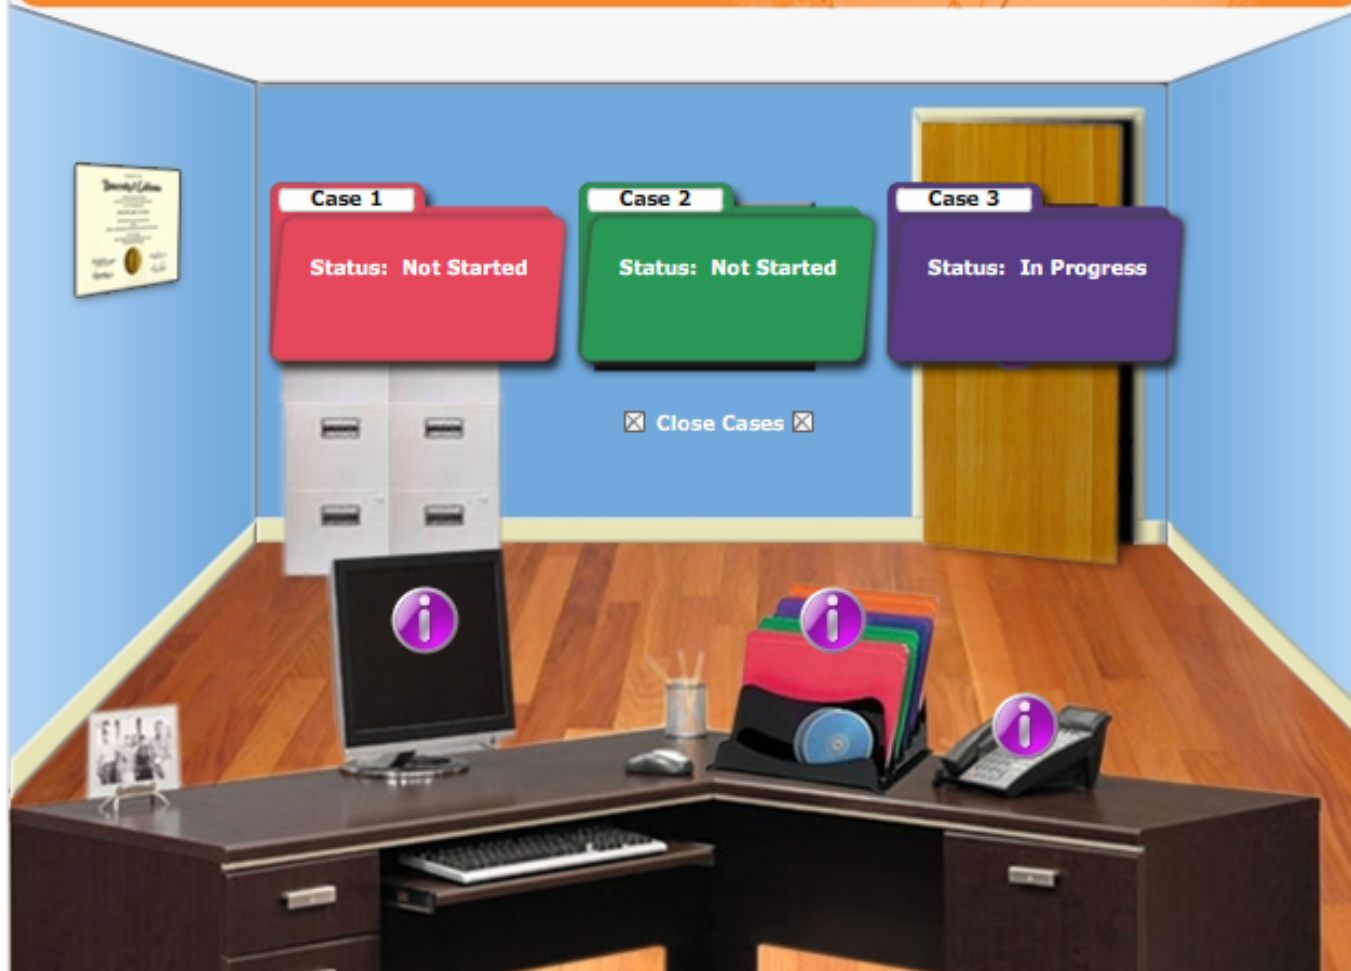 Case 1
Status: Not Started
Case 2
Status: Not Started
Case 3
Status: In Progress
Close Cases